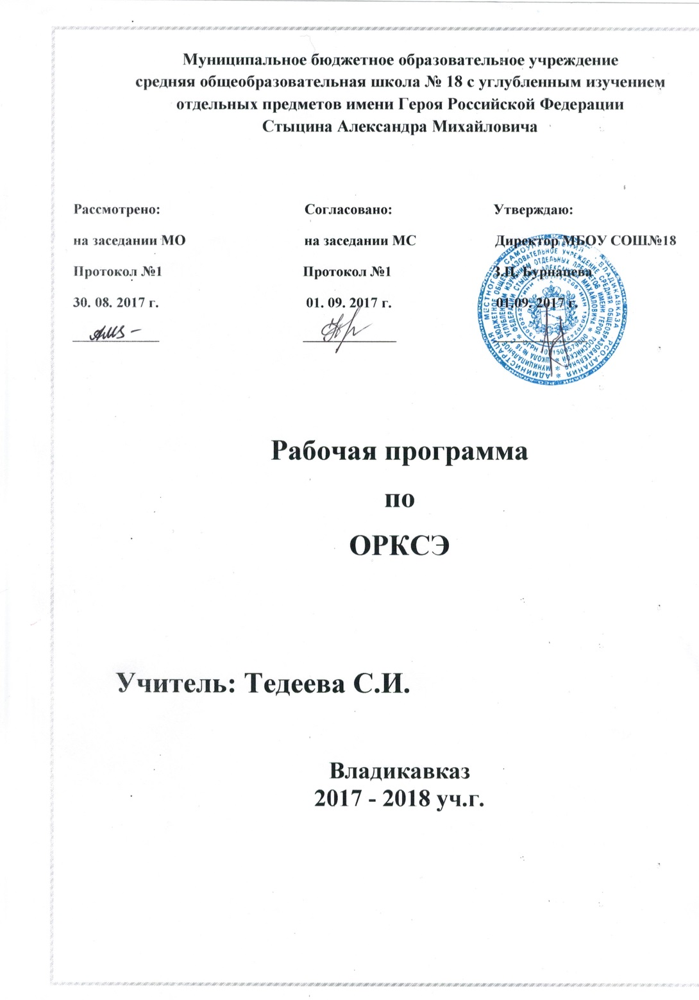 Муниципальное бюджетное образовательное учреждение
средняя общеобразовательная школа № 18 с углубленным изучением
отдельных предметов имени Героя Российской Федерации
Стыцина Александра Михайловича
Рассмотрено: Согласовано: Утверждаю:
на заседании МО на заседании МС Директор МБОУ СОШ№18
Протокол №1 Протокол №1 З.Ц. Бурнацева
30. 08. 2017 г. 01. 09. 2017 г. 01.09. 2017 г.
Рабочая программа
по
ОРКСЭ
Учитель: Тедеева С.И.
Владикавказ
2017 - 2018 уч.г.